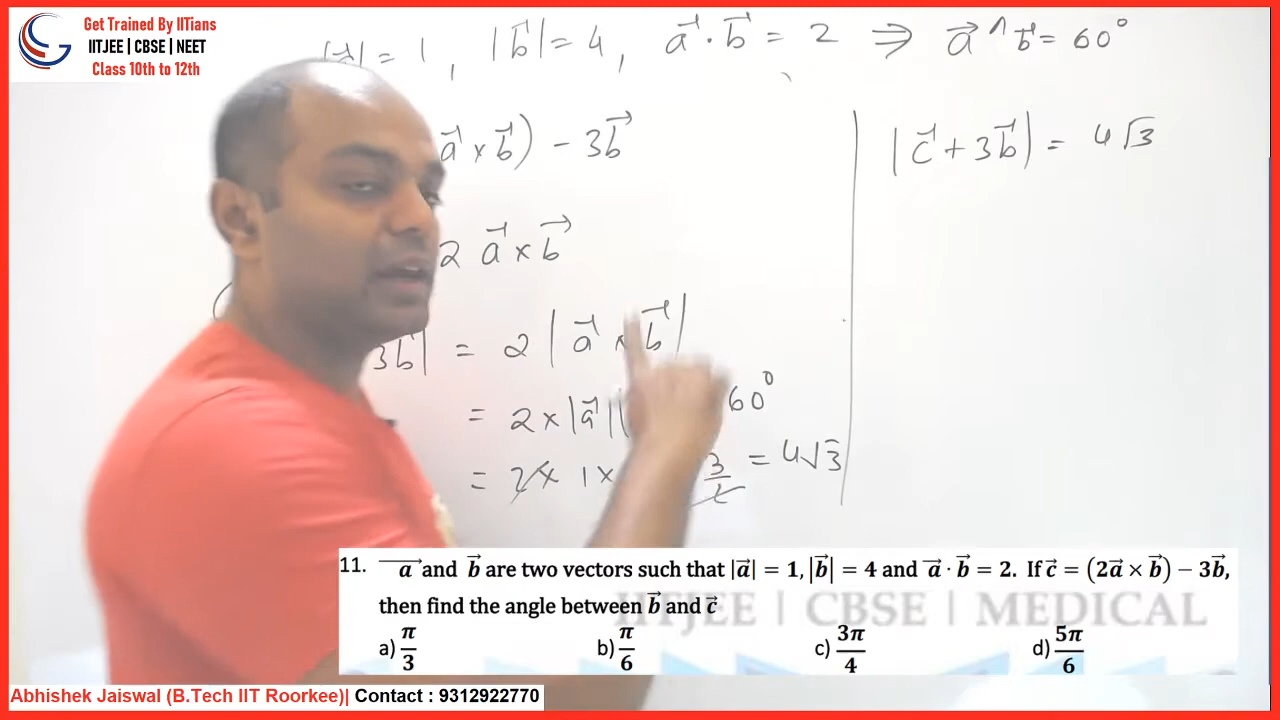 Get Trained By IITians
IITJEE | CBSE | NEET
Class 10th to 12th
= 1, |b⃗| = 4, a⃗ · b⃗ = 2 ⇒ a⃗ ^ b⃗ = 60°
a⃗ × b⃗) − 3b⃗
|c⃗ + 3b⃗| = 4√3
2 a⃗ × b⃗
3b⃗| = 2 |a⃗ × b⃗|
= 2 × |a⃗| 60°
= 2 × 1 × = 4√3
11. a⃗ and b⃗ are two vectors such that |a⃗| = 1, |b⃗| = 4 and a⃗ · b⃗ = 2. If c⃗ = (2a⃗ × b⃗) − 3b⃗,
then find the angle between b⃗ and c⃗
IITJEE | CBSE | MEDICAL
a) π/3 b) π/6 c) 3π/4 d) 5π/6
Abhishek Jaiswal (B.Tech IIT Roorkee)| Contact : 9312922770